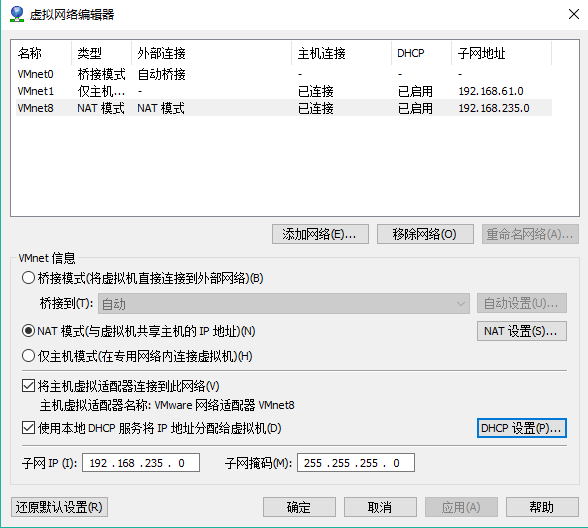 虚拟网络编辑器
名称 类型 外部连接 主机连接 DHCP 子网地址
VMnet0 桥接模式 自动桥接 - - -
VMnet1 仅主机... - 已连接 已启用 192.168.61.0
VMnet8 NAT 模式 NAT 模式 已连接 已启用 192.168.235.0
添加网络(E)... 移除网络(O) 重命名网络(A)...
VMnet 信息
桥接模式(将虚拟机直接连接到外部网络)(B)
桥接到(T): 自动 自动设置(U)...
NAT 模式(与虚拟机共享主机的 IP 地址)(N) NAT 设置(S)...
仅主机模式(在专用网络内连接虚拟机)(H)
将主机虚拟适配器连接到此网络(V)
主机虚拟适配器名称: VMware 网络适配器 VMnet8
使用本地 DHCP 服务将 IP 地址分配给虚拟机(D) DHCP 设置(P)...
子网 IP (I): 192 .168 .235 . 0 子网掩码(M): 255 .255 .255 . 0
还原默认设置(R) 确定 取消 应用(A) 帮助